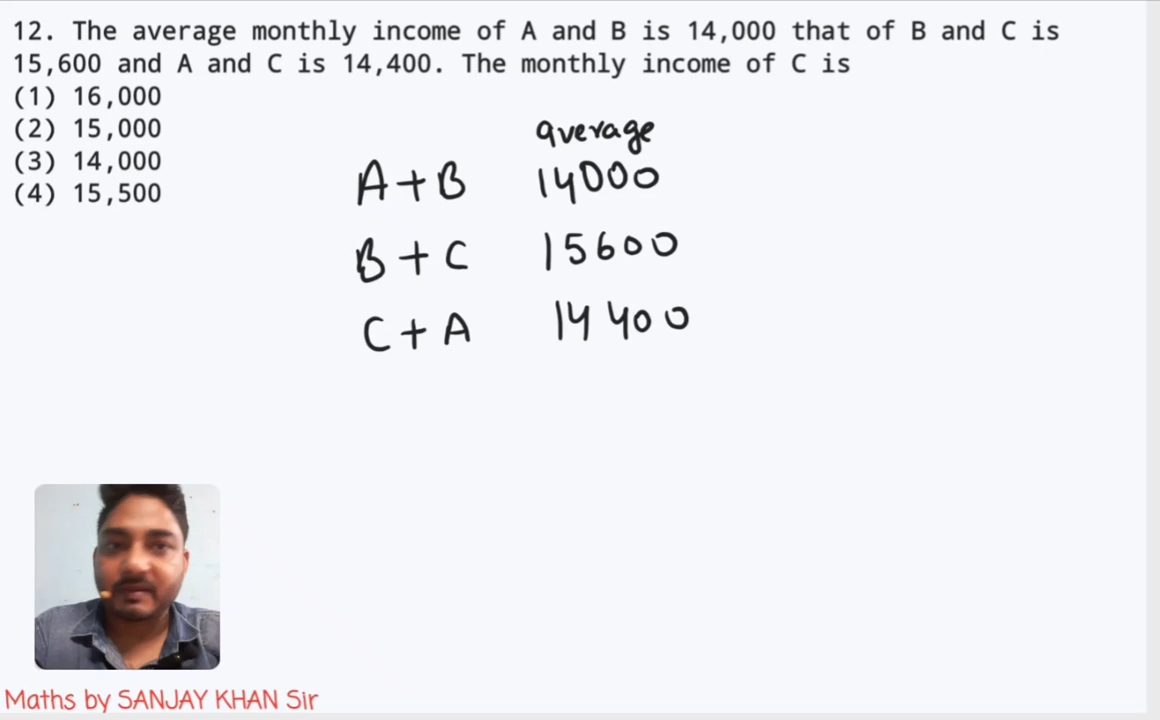 12. The average monthly income of A and B is 14,000 that of B and C is
15,600 and A and C is 14,400. The monthly income of C is
(1) 16,000
(2) 15,000
(3) 14,000
(4) 15,500
average
A+B 14000
B+C 15600
C+A 14400
Maths by SANJAY KHAN Sir